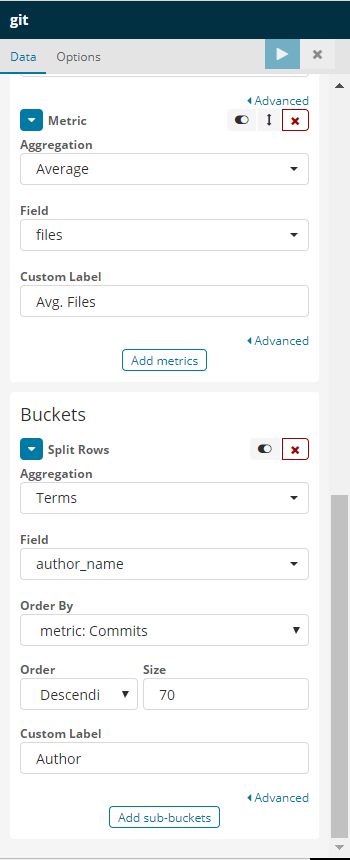 git
Data Options
Advanced
Metric
Aggregation
Average
Field
files
Custom Label
Avg. Files
Advanced
Add metrics
Buckets
Split Rows
Aggregation
Terms
Field
author_name
Order By
metric: Commits
Order Size
Descendi 70
Custom Label
Author
Advanced
Add sub-buckets